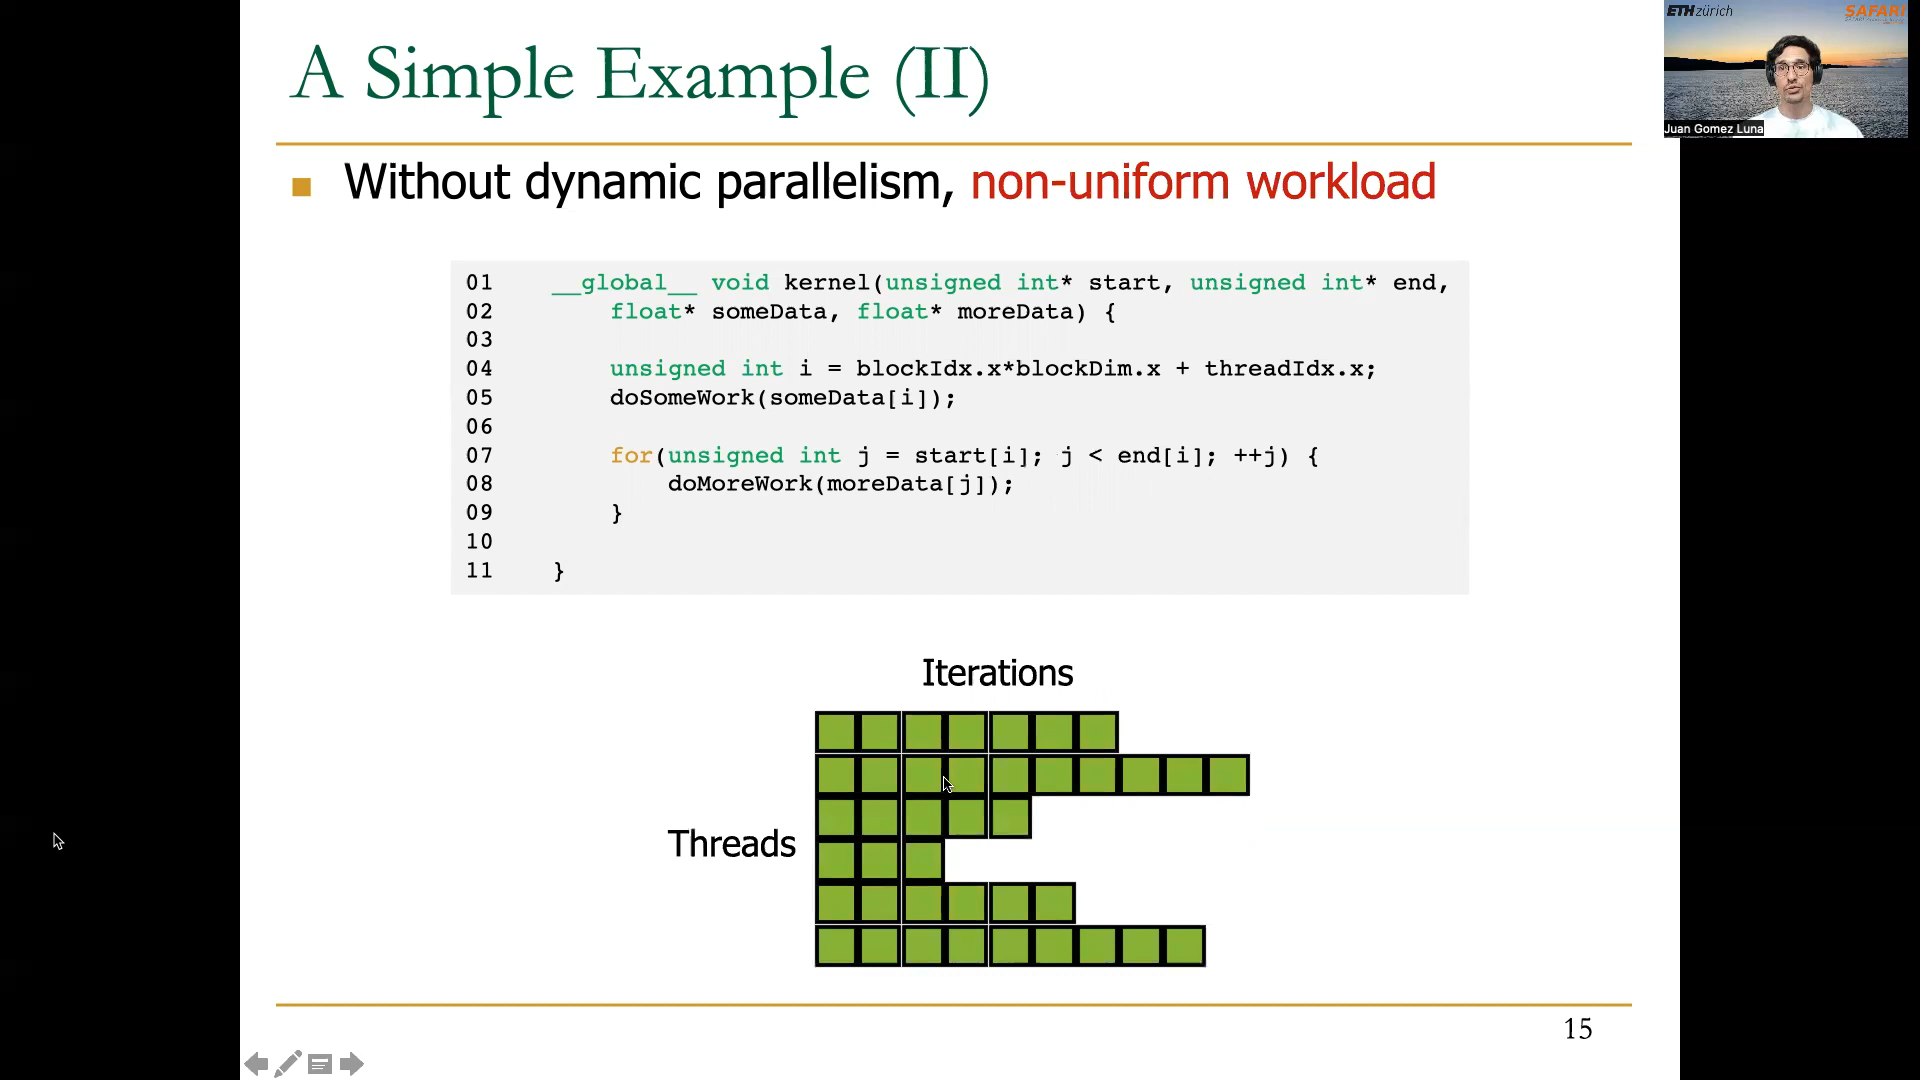 A Simple Example (II)
ETHzürich
SAFARI
Juan Gomez Luna
Without dynamic parallelism, non-uniform workload
01 __global__ void kernel(unsigned int* start, unsigned int* end,
02 float* someData, float* moreData) {
03
04 unsigned int i = blockIdx.x*blockDim.x + threadIdx.x;
05 doSomeWork(someData[i]);
06
07 for(unsigned int j = start[i]; j < end[i]; ++j) {
08 doMoreWork(moreData[j]);
09 }
10
11 }
Iterations
Threads
15